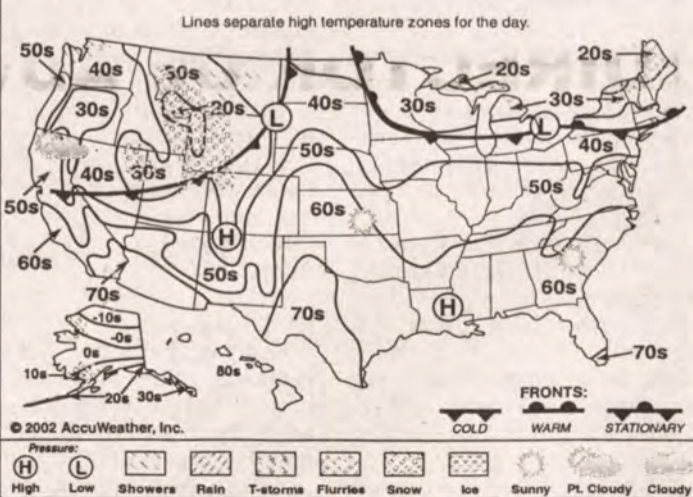 Lines separate high temperature zones for the day.
50s
40s
30s
20s
20s
30s
20s
L
40s
30s
30s
L
40s
50s
40s
30s
50s
50s
60s
60s
H
50s
70s
70s
H
60s
70s
-10s
-0s
0s
10s
20s
30s
80s
FRONTS:
COLD WARM STATIONARY
© 2002 AccuWeather, Inc.
Pressure:
H L
High Low Showers Rain T-storms Flurries Snow Ice Sunny Pt. Cloudy Cloudy